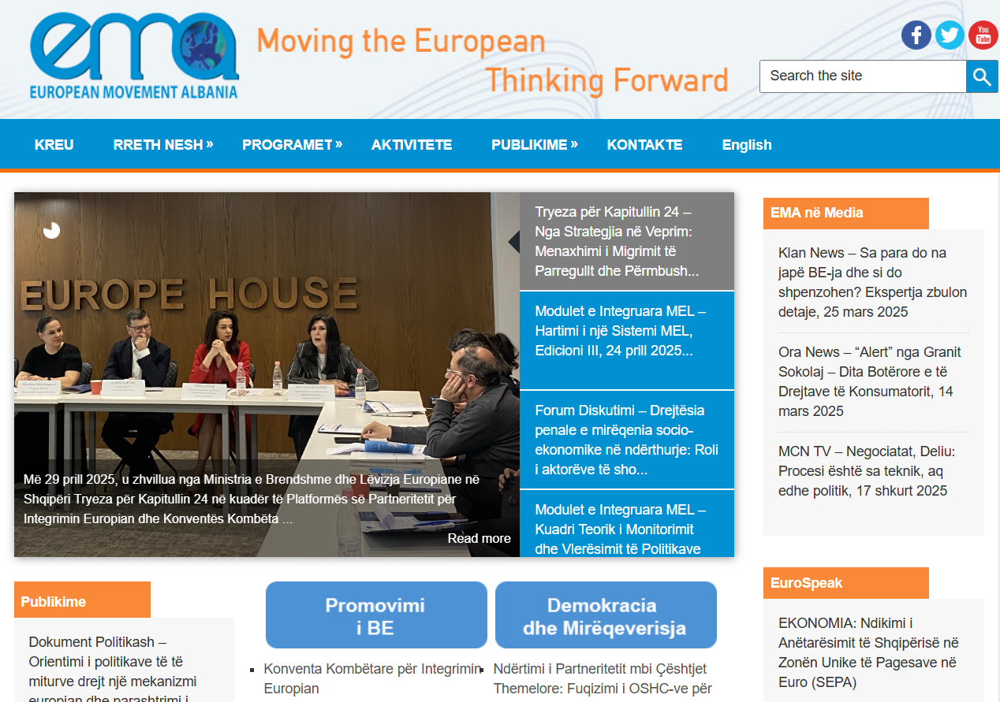 ema
EUROPEAN MOVEMENT ALBANIA
Moving the European
Thinking Forward
You
Tube
Search the site
KREU
RRETH NESH »
PROGRAMET »
AKTIVITETE
PUBLIKIME »
KONTAKTE
English
EUROPE HOUSE
Më 29 prill 2025, u zhvillua nga Ministria e Brendshme dhe Lëvizja Europiane në
Shqipëri Tryeza për Kapitullin 24 në kuadër të Platformës së Partneritetit për
Integrimin Europian dhe Konventës Kombëta ...
Read more
Tryeza për Kapitullin 24 –
Nga Strategjia në Veprim:
Menaxhimi i Migrimit të
Parregullt dhe Përmbush...
Modulet e Integruara MEL –
Hartimi i një Sistemi MEL,
Edicioni III, 24 prill 2025...
Forum Diskutimi – Drejtësia
penale e mirëqenia socio-
ekonomike në ndërthurje: Roli
i aktorëve të sho...
Modulet e Integruara MEL –
Kuadri Teorik i Monitorimit
dhe Vlerësimit të Politikave
EMA në Media
Klan News – Sa para do na
japë BE-ja dhe si do
shpenzohen? Ekspertja zbulon
detaje, 25 mars 2025
Ora News – “Alert” nga Granit
Sokolaj – Dita Botërore e të
Drejtave të Konsumatorit, 14
mars 2025
MCN TV – Negociatat, Deliu:
Procesi është sa teknik, aq
edhe politik, 17 shkurt 2025
Publikime
Dokument Politikash –
Orientimi i politikave të të
miturve drejt një mekanizmi
europian dhe parashtrimi i
Promovimi
i BE
Konventa Kombëtare për Integrimin
Europian
Demokracia
dhe Mirëqeverisja
Ndërtimi i Partneritetit mbi Çështjet
Themelore: Fuqizimi i OSHC-ve për
EuroSpeak
EKONOMIA: Ndikimi i
Anëtarësimit të Shqipërisë në
Zonën Unike të Pagesave në
Euro (SEPA)